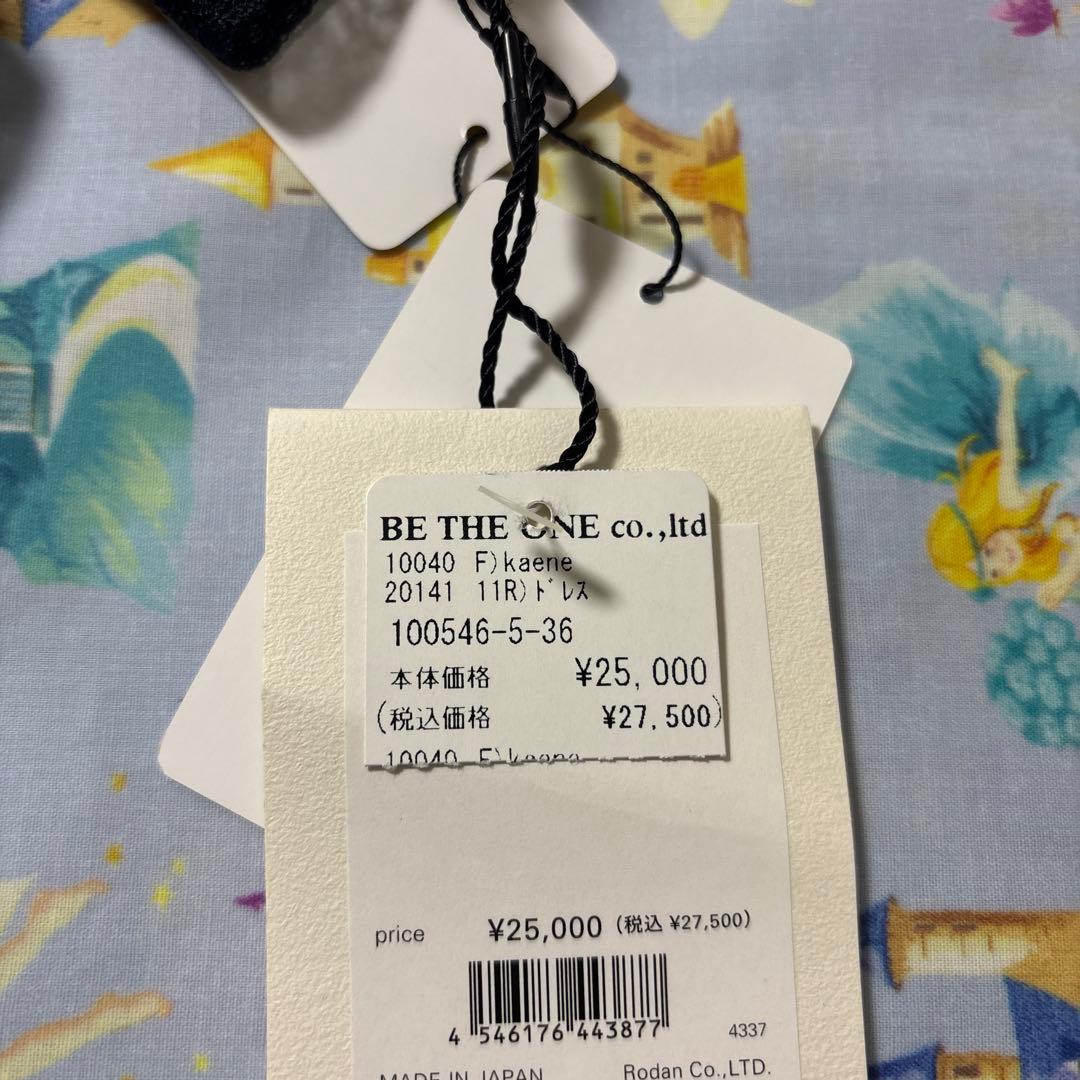 BE THE ONE co.,ltd
10040 F)kaene
20141 11R)ﾄﾞﾚｽ
100546-5-36
本体価格 ¥25,000
(税込価格 ¥27,500)
10040 F)kaene
price ¥25,000 (税込 ¥27,500)
4 546176 443877
4337
MADE IN JAPAN Rodan Co.,LTD.